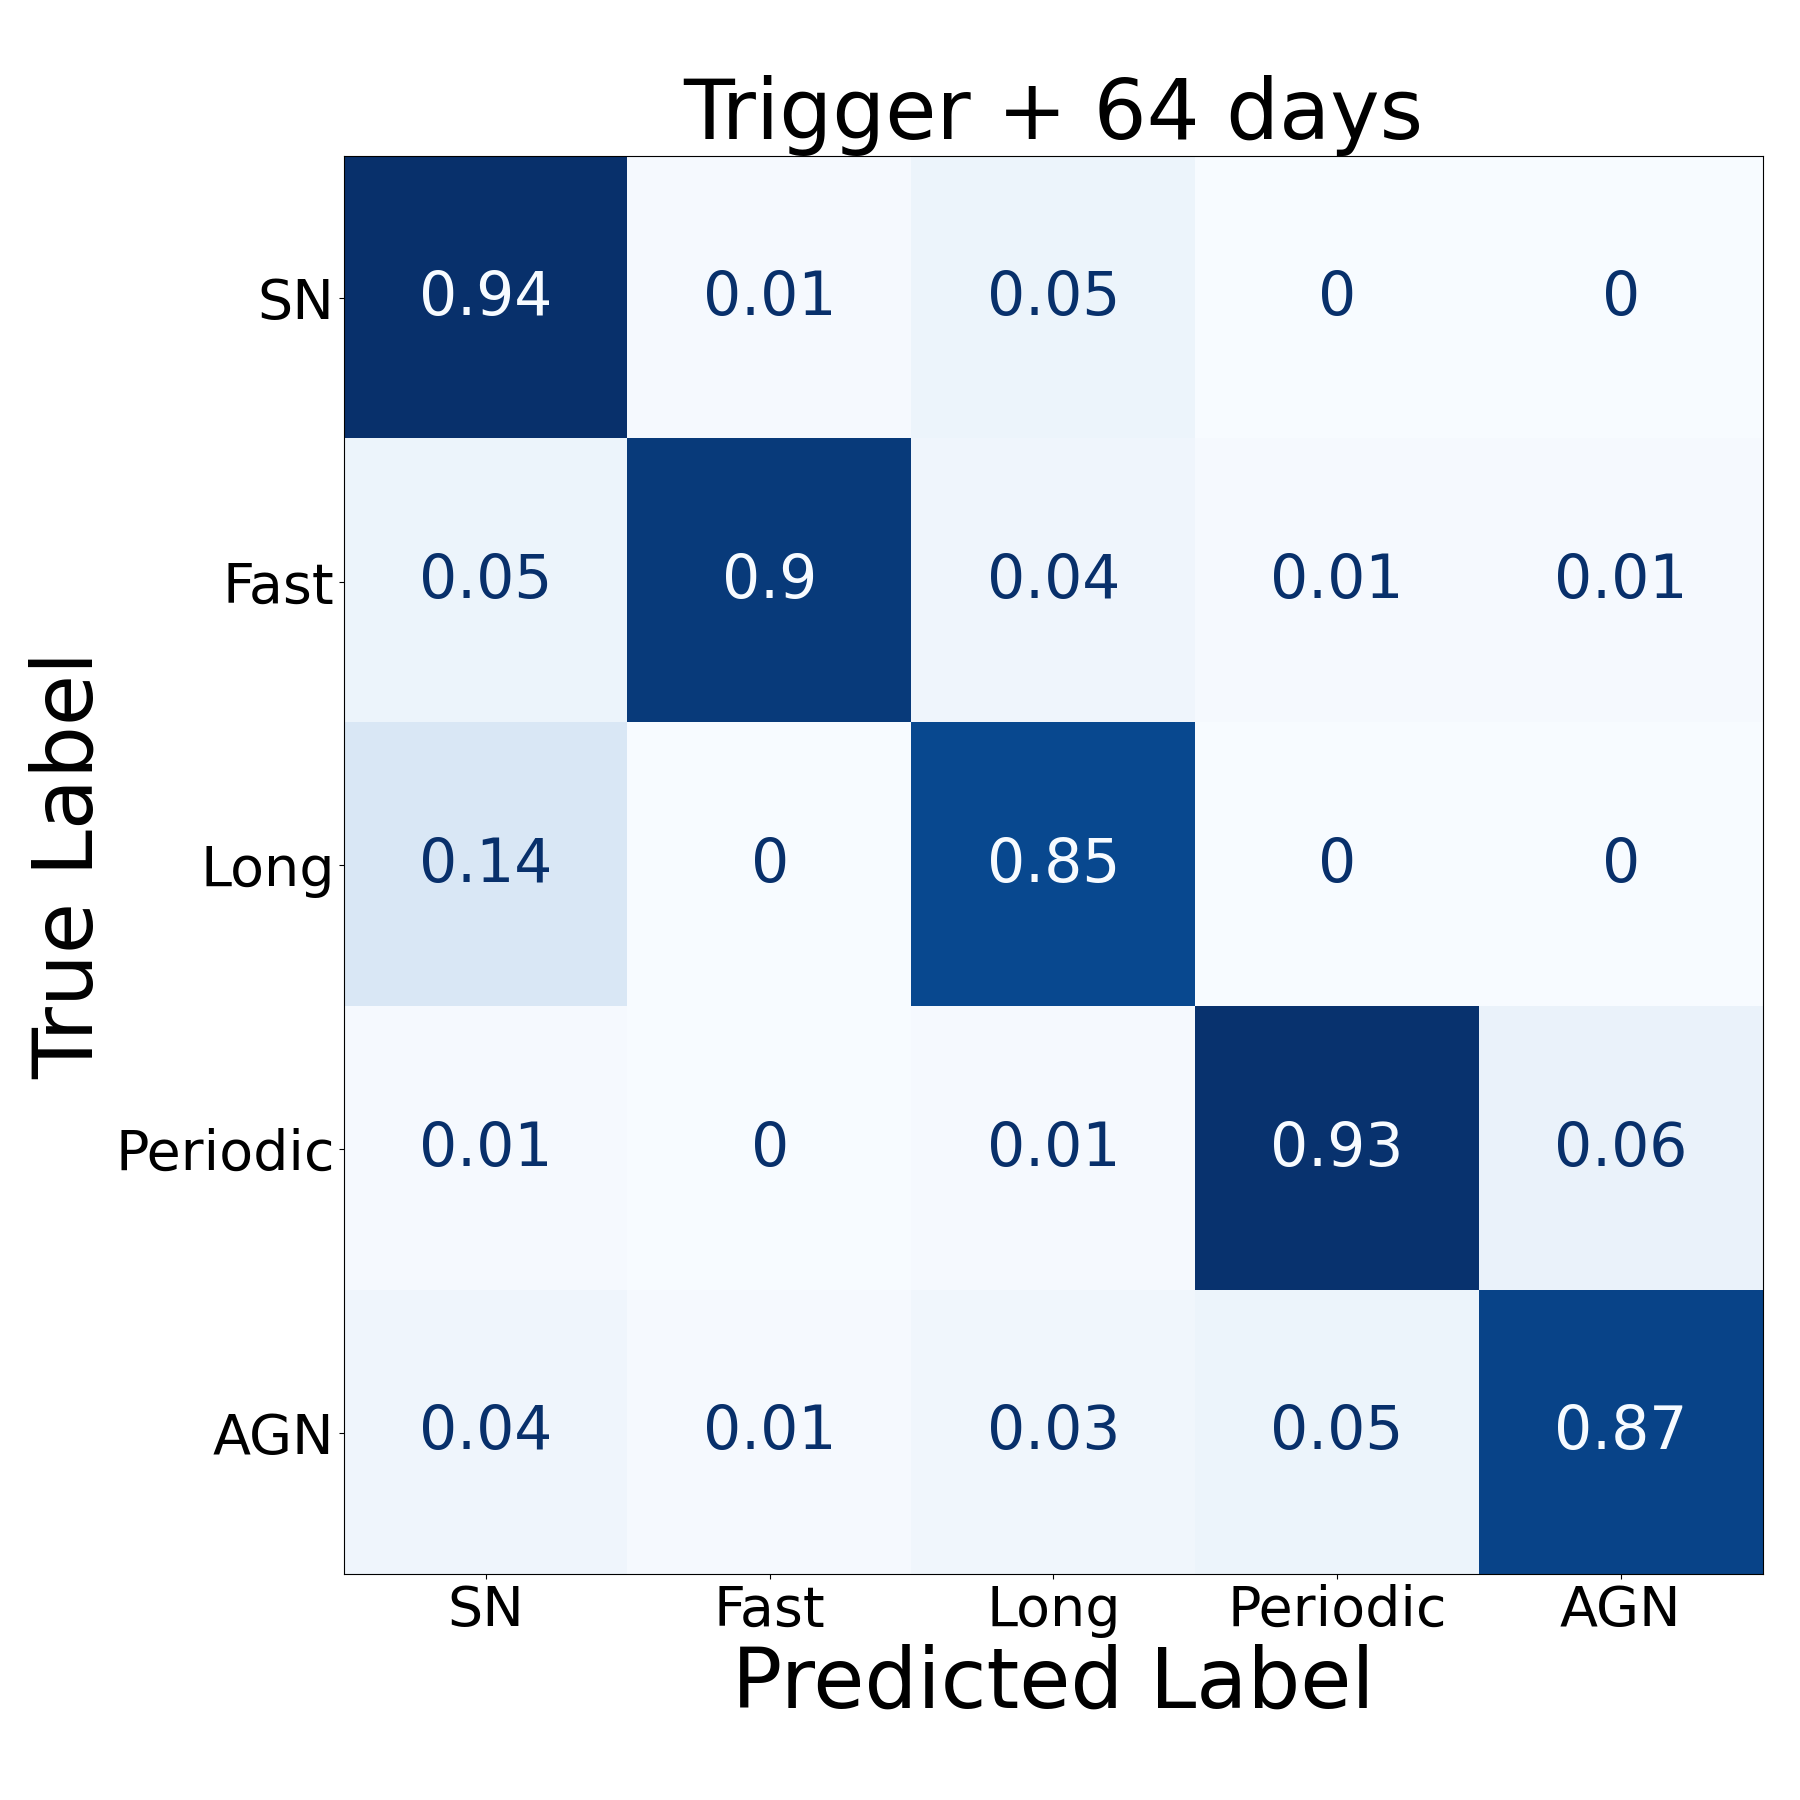 Trigger + 64 days
True Label
SN 0.94 0.01 0.05 0 0
Fast 0.05 0.9 0.04 0.01 0.01
Long 0.14 0 0.85 0 0
Periodic 0.01 0 0.01 0.93 0.06
AGN 0.04 0.01 0.03 0.05 0.87
SN Fast Long Periodic AGN
Predicted Label